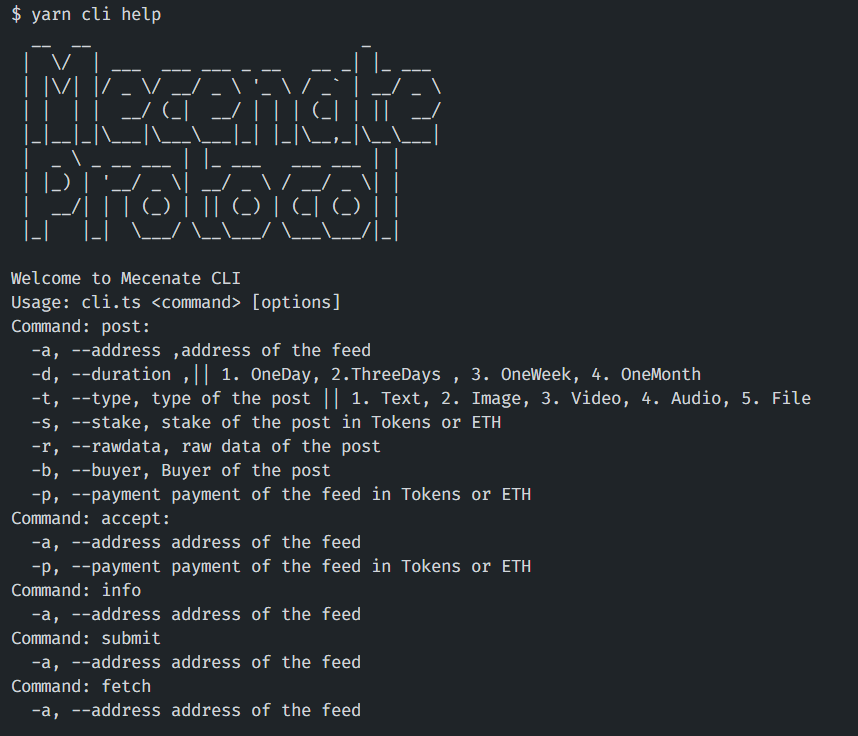 $ yarn cli help
Mecenate
Protocol
Welcome to Mecenate CLI
Usage: cli.ts <command> [options]
Command: post:
-a, --address ,address of the feed
-d, --duration ,|| 1. OneDay, 2.ThreeDays , 3. OneWeek, 4. OneMonth
-t, --type, type of the post || 1. Text, 2. Image, 3. Video, 4. Audio, 5. File
-s, --stake, stake of the post in Tokens or ETH
-r, --rawdata, raw data of the post
-b, --buyer, Buyer of the post
-p, --payment payment of the feed in Tokens or ETH
Command: accept:
-a, --address address of the feed
-p, --payment payment of the feed in Tokens or ETH
Command: info
-a, --address address of the feed
Command: submit
-a, --address address of the feed
Command: fetch
-a, --address address of the feed